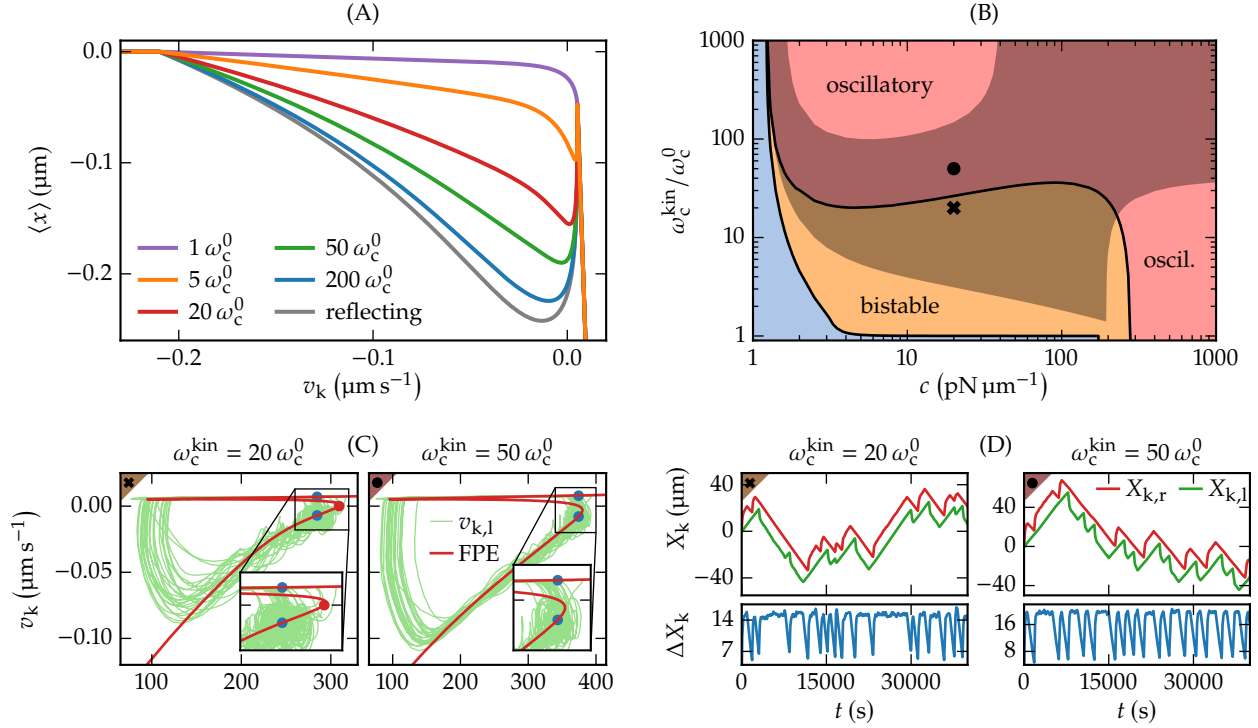 (A)
0.0
−0.1
−0.2
⟨x⟩ (μm)
1 ω_c^0
5 ω_c^0
20 ω_c^0
50 ω_c^0
200 ω_c^0
reflecting
−0.2
−0.1
0.0
v_k (μm s⁻¹)
(B)
1000
100
10
1
ω_c^kin/ω_c^0
oscillatory
bistable
oscil.
1
10
100
1000
c (pN μm⁻¹)
(C)
ω_c^kin = 20 ω_c^0
ω_c^kin = 50 ω_c^0
0.00
−0.05
−0.10
v_k (μm s⁻¹)
v_k,l
FPE
100
200
300
100
200
300
400
(D)
ω_c^kin = 20 ω_c^0
ω_c^kin = 50 ω_c^0
40
0
−40
X_k (μm)
40
0
−40
X_k,r
X_k,l
14
7
ΔX_k
16
8
0
15000
30000
t (s)
0
15000
30000
t (s)